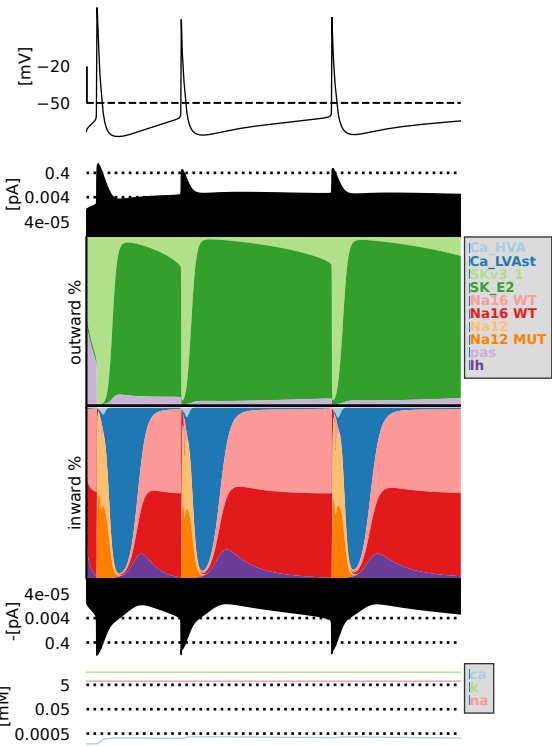 [mV]
−20
−50
[pA]
0.4
0.004
4e-05
outward %
Ca_HVA
Ca_LVAst
SKv3_1
SK_E2
Na16 WT
Na16 WT
Na12
Na12 MUT
pas
Ih
inward %
-[pA]
4e-05
0.004
0.4
[mM]
5
0.05
0.0005
ca
k
na